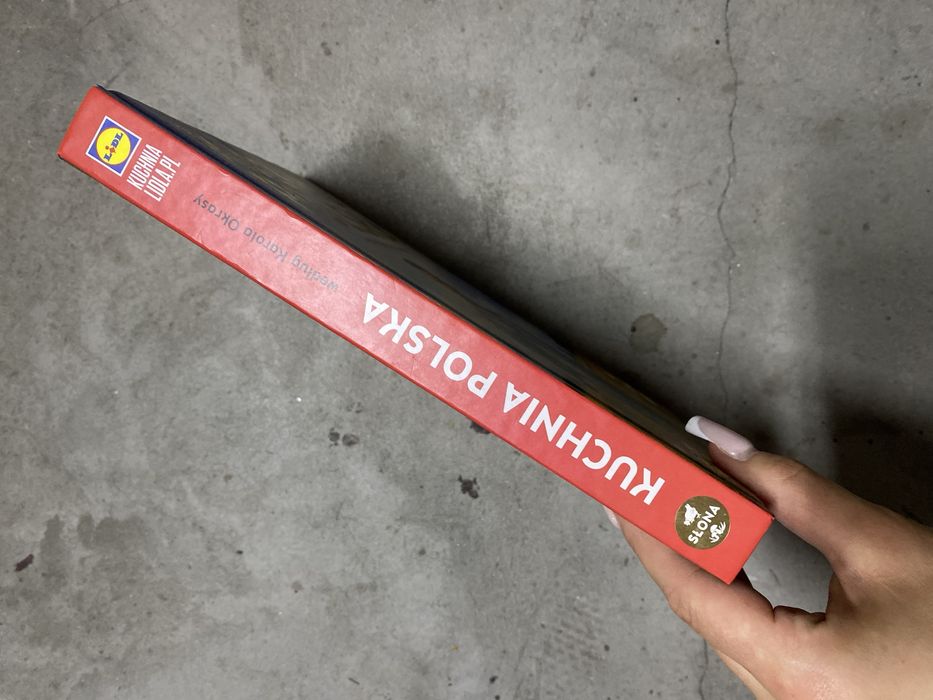 SŁONA
KUCHNIA POLSKA
według Karola Okrasy
LIDL
KUCHNIA
LIDLA.PL